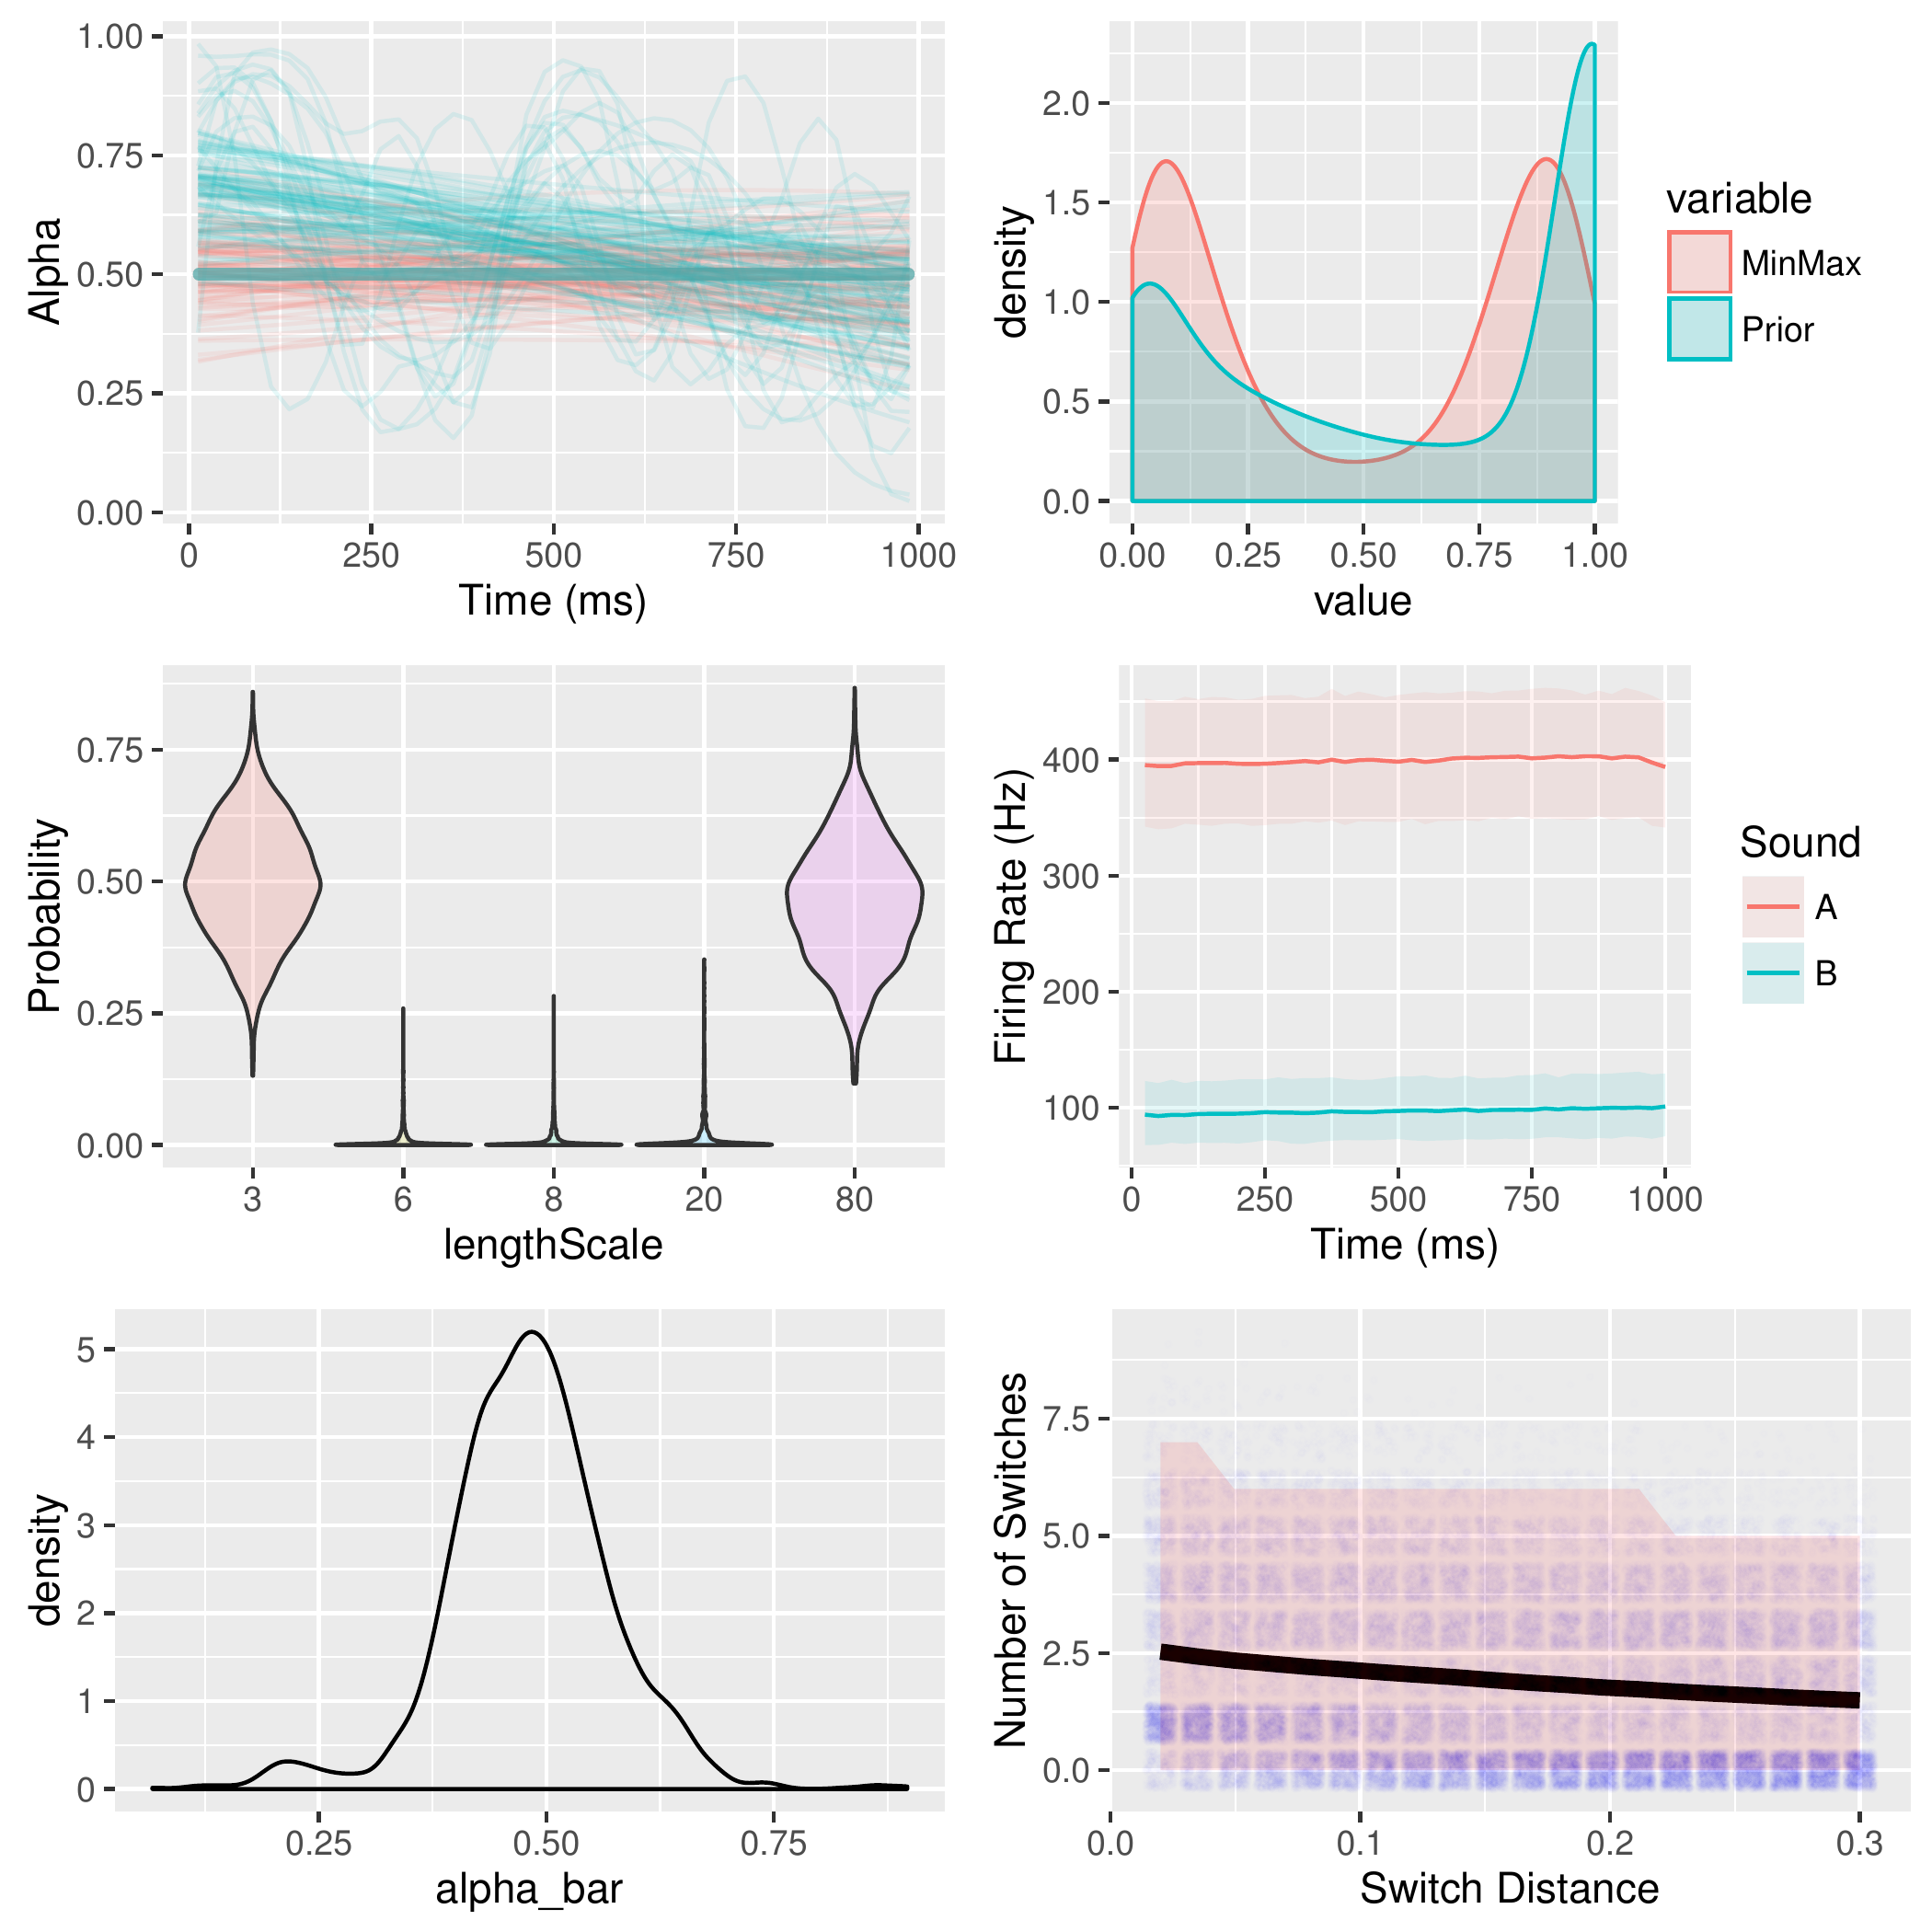 1.00
0.75
0.50
0.25
0.00
Alpha
0 250 500 750 1000
Time (ms)
2.0
1.5
1.0
0.5
0.0
density
0.00 0.25 0.50 0.75 1.00
value
variable
MinMax
Prior
0.75
0.50
0.25
0.00
Probability
3 6 8 20 80
lengthScale
400
300
200
100
Firing Rate (Hz)
0 250 500 750 1000
Time (ms)
Sound
A
B
5
4
3
2
1
0
density
0.25 0.50 0.75
alpha_bar
7.5
5.0
2.5
0.0
Number of Switches
0.0 0.1 0.2 0.3
Switch Distance